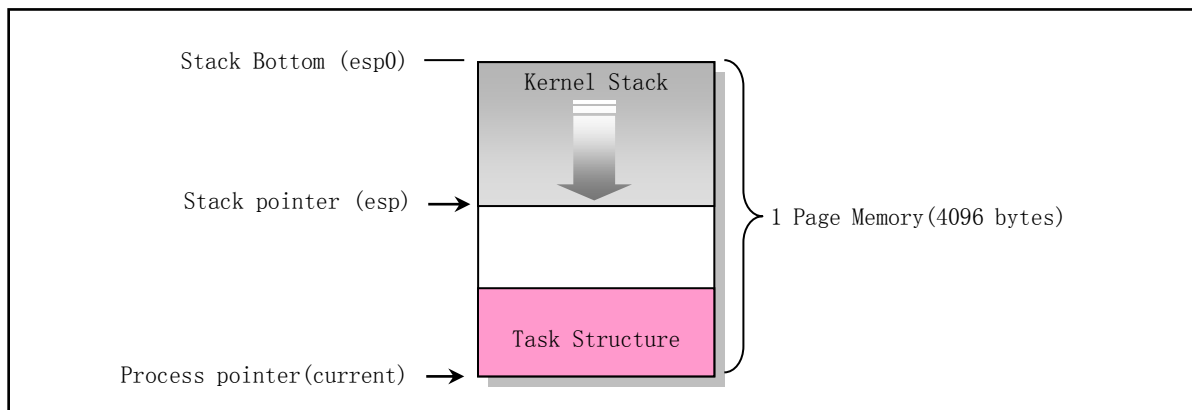 Stack Bottom (esp0)
Kernel Stack
Stack pointer (esp)
1 Page Memory(4096 bytes)
Task Structure
Process pointer(current)